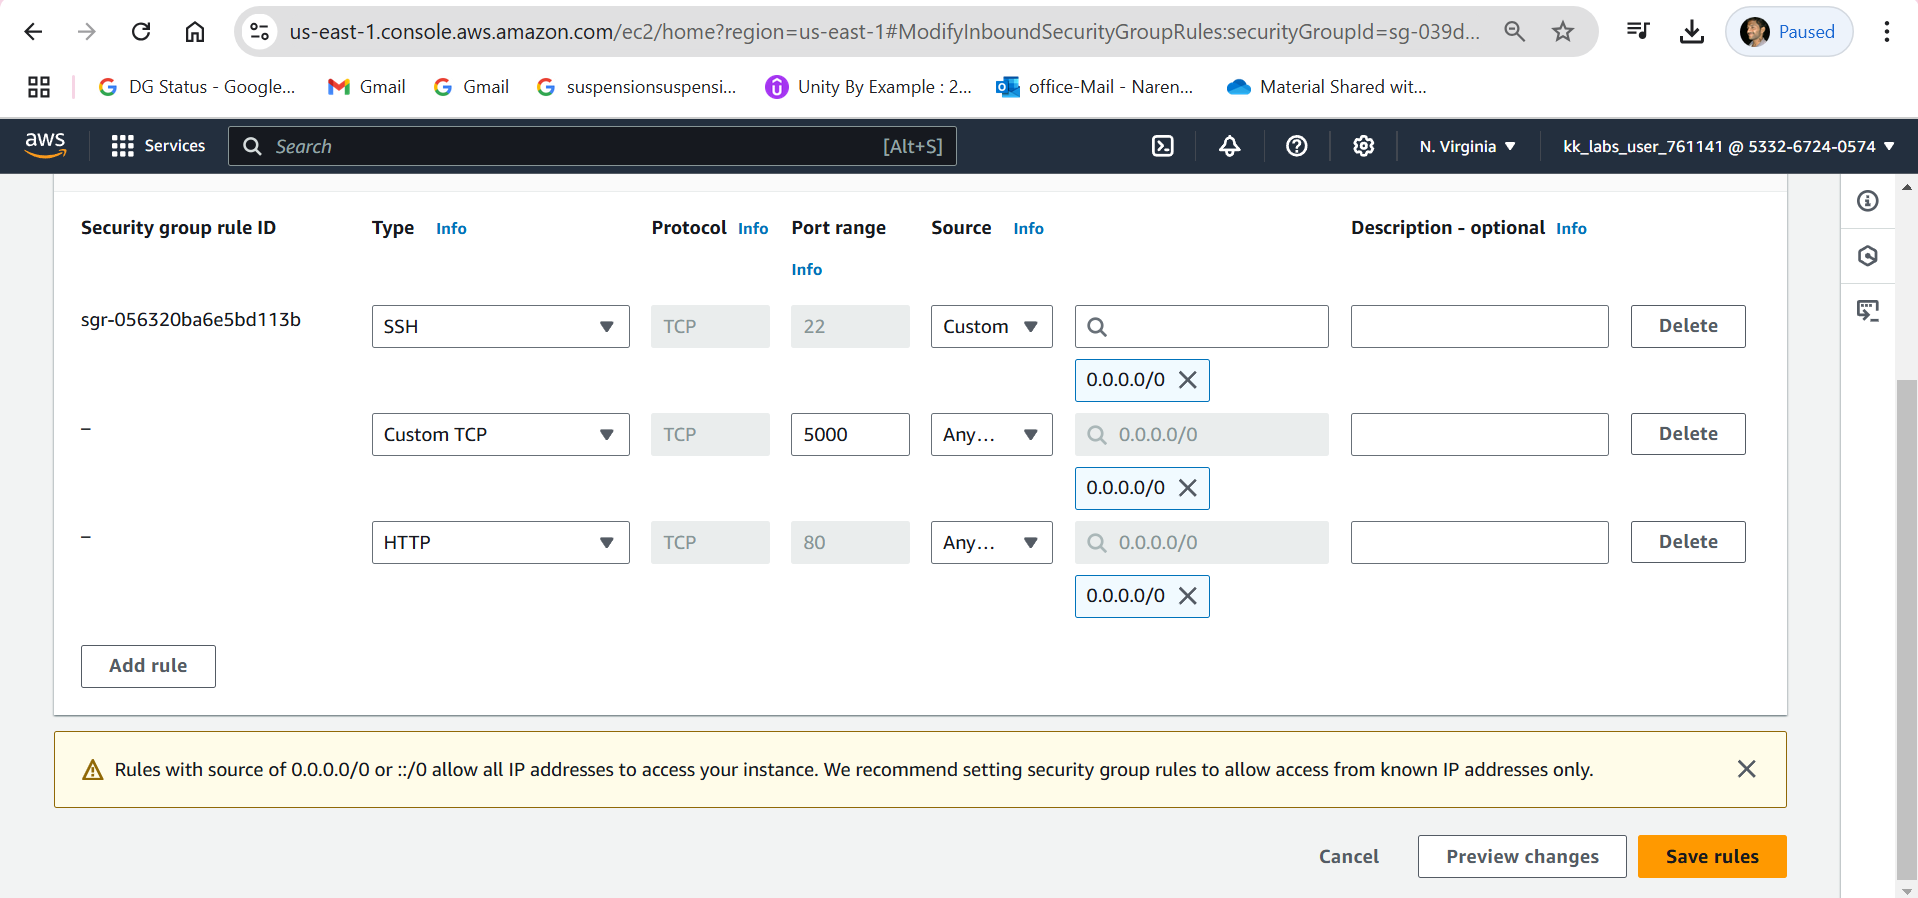 us-east-1.console.aws.amazon.com/ec2/home?region=us-east-1#ModifyInboundSecurityGroupRules:securityGroupId=sg-039d...
Paused
DG Status - Google...
Gmail
Gmail
suspensionsuspensi...
Unity By Example : 2...
office-Mail - Naren...
Material Shared wit...
aws
Services
Search
[Alt+S]
N. Virginia
kk_labs_user_761141 @ 5332-6724-0574
Security group rule ID
Type Info
Protocol Info
Port range
Info
Source Info
Description - optional Info
sgr-056320ba6e5bd113b
SSH
TCP
22
Custom
Delete
0.0.0.0/0
–
Custom TCP
TCP
5000
Any...
0.0.0.0/0
Delete
0.0.0.0/0
–
HTTP
TCP
80
Any...
0.0.0.0/0
Delete
0.0.0.0/0
Add rule
Rules with source of 0.0.0.0/0 or ::/0 allow all IP addresses to access your instance. We recommend setting security group rules to allow access from known IP addresses only.
Cancel
Preview changes
Save rules